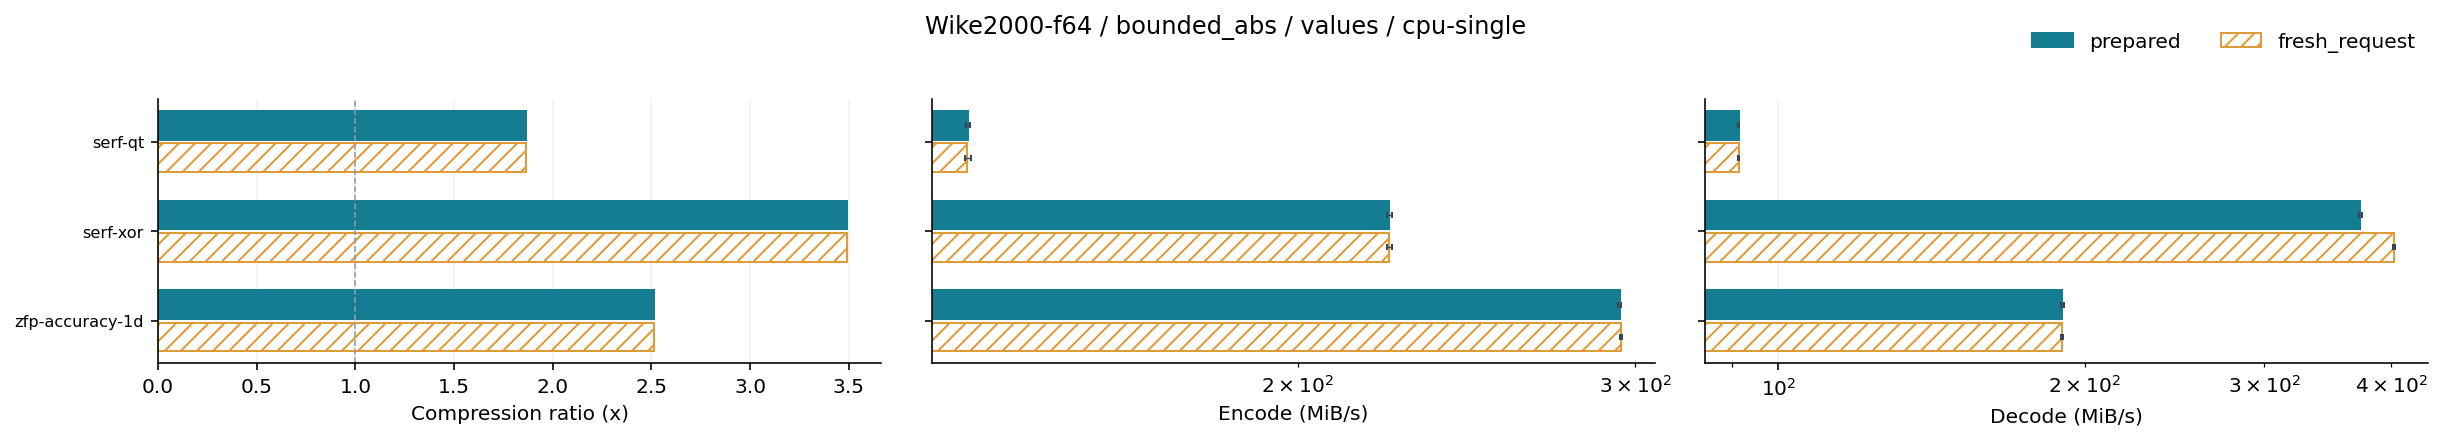 Wike2000-f64 / bounded_abs / values / cpu-single
prepared
fresh_request
serf-qt
serf-xor
zfp-accuracy-1d
0.0 0.5 1.0 1.5 2.0 2.5 3.0 3.5
Compression ratio (x)
2 × 10² 3 × 10²
Encode (MiB/s)
10² 2 × 10² 3 × 10² 4 × 10²
Decode (MiB/s)